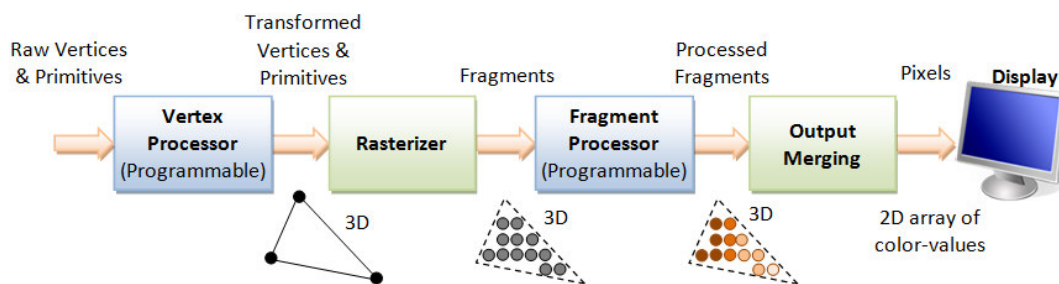 Raw Vertices
& Primitives
Vertex
Processor
(Programmable)
Transformed
Vertices &
Primitives
3D
Rasterizer
Fragments
3D
Fragment
Processor
(Programmable)
Processed
Fragments
3D
Output
Merging
Pixels
2D array of
color-values
Display